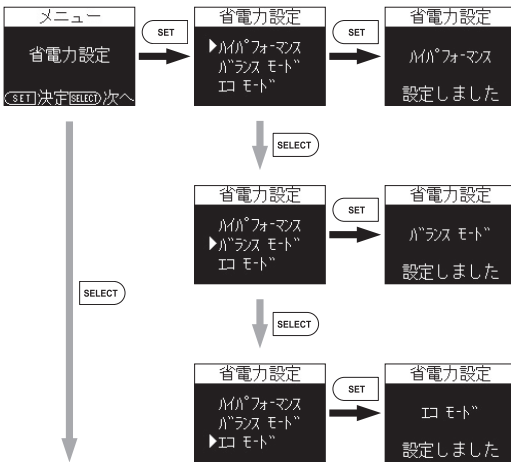 メニュー
省電力設定
SET決定SELECT次へ
SET
省電力設定
▶ﾊｲﾊﾟﾌｫｰﾏﾝｽ
ﾊﾞﾗﾝｽ ﾓｰﾄﾞ
ｴｺ ﾓｰﾄﾞ
SET
省電力設定
ﾊｲﾊﾟﾌｫｰﾏﾝｽ
設定しました
SELECT
省電力設定
ﾊｲﾊﾟﾌｫｰﾏﾝｽ
▶ﾊﾞﾗﾝｽ ﾓｰﾄﾞ
ｴｺ ﾓｰﾄﾞ
SET
省電力設定
ﾊﾞﾗﾝｽ ﾓｰﾄﾞ
設定しました
SELECT
SELECT
省電力設定
ﾊｲﾊﾟﾌｫｰﾏﾝｽ
ﾊﾞﾗﾝｽ ﾓｰﾄﾞ
▶ｴｺ ﾓｰﾄﾞ
SET
省電力設定
ｴｺ ﾓｰﾄﾞ
設定しました